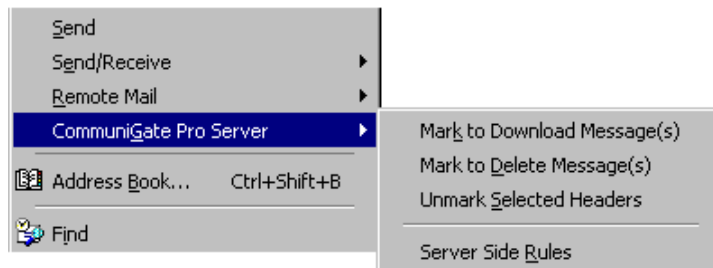 Send
Send/Receive
Remote Mail
CommuniGate Pro Server
Address Book... Ctrl+Shift+B
Find
Mark to Download Message(s)
Mark to Delete Message(s)
Unmark Selected Headers
Server Side Rules